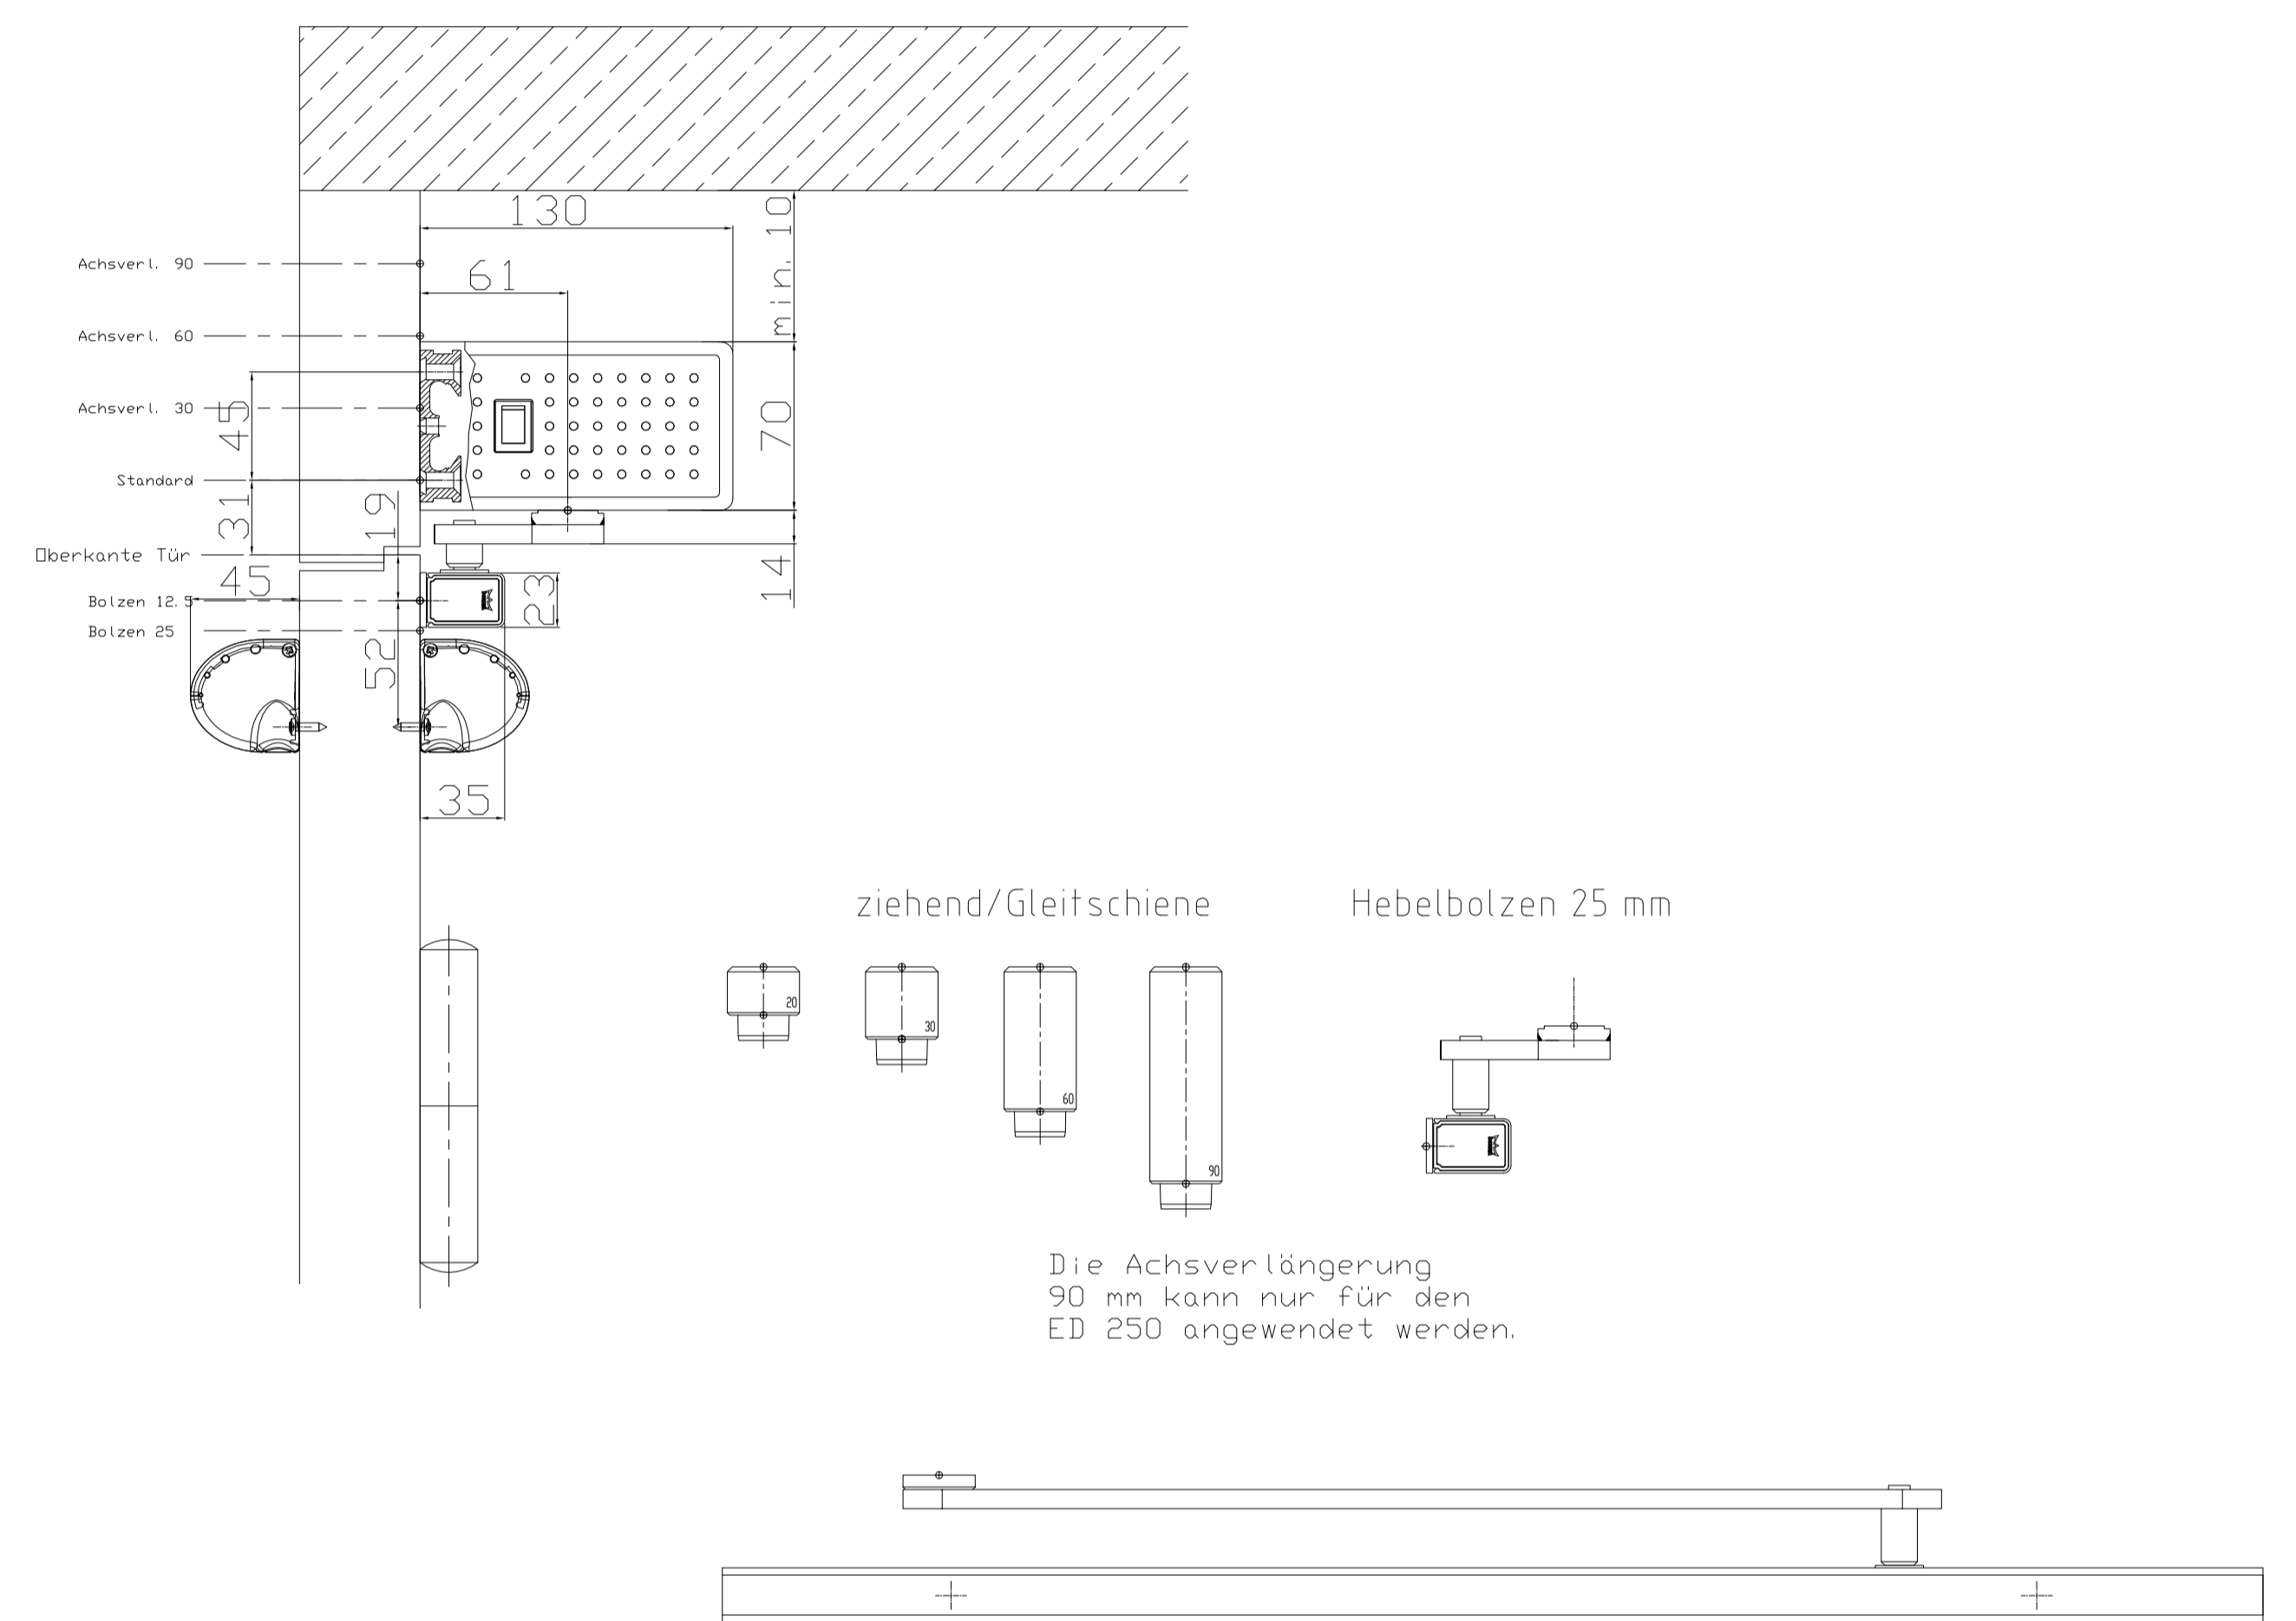 130
min. 10
Achsverl. 90
61
Achsverl. 60
Achsverl. 30
45
70
Standard
31
19
Oberkante Tür
14
45
23
Bolzen 12.5
Bolzen 25
52
35
ziehend/Gleitschiene
Hebelbolzen 25 mm
20
30
60
90
Die Achsverlängerung
90 mm kann nur für den
ED 250 angewendet werden.